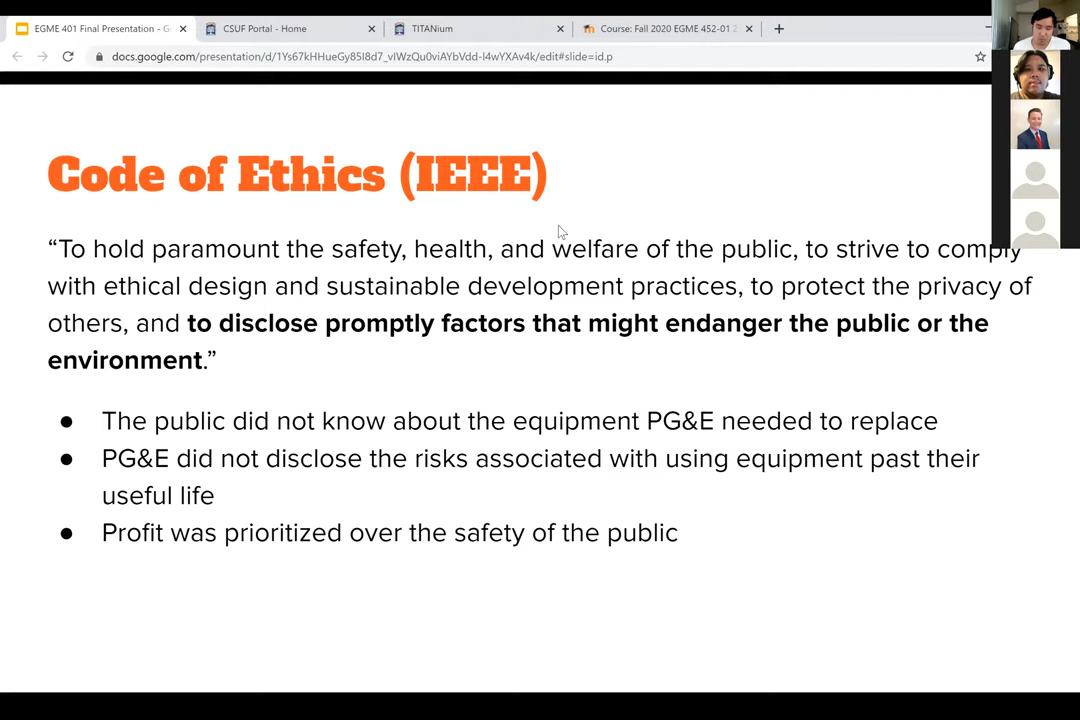 EGME 401 Final Presentation - G
CSUF Portal - Home
TITANium
Course: Fall 2020 EGME 452-01 2
docs.google.com/presentation/d/1Ys67kHHueGy85I8d7_vIWzQu0viAYbVdd-I4wYXAv4k/edit#slide=id.p
Code of Ethics (IEEE)
“To hold paramount the safety, health, and welfare of the public, to strive to comply
with ethical design and sustainable development practices, to protect the privacy of
others, and to disclose promptly factors that might endanger the public or the
environment.”
● The public did not know about the equipment PG&E needed to replace
● PG&E did not disclose the risks associated with using equipment past their
useful life
● Profit was prioritized over the safety of the public